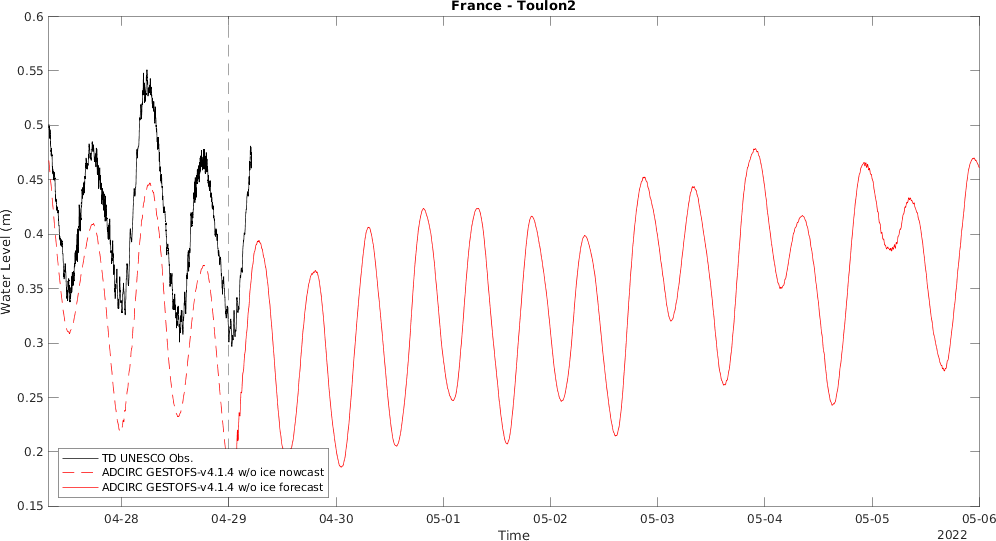 France - Toulon2
0.6
0.55
0.5
0.45
0.4
0.35
0.3
0.25
0.2
0.15
Water Level (m)
TD UNESCO Obs.
ADCIRC GESTOFS-v4.1.4 w/o ice nowcast
ADCIRC GESTOFS-v4.1.4 w/o ice forecast
04-28 04-29 04-30 05-01 05-02 05-03 05-04 05-05 05-06
Time
2022